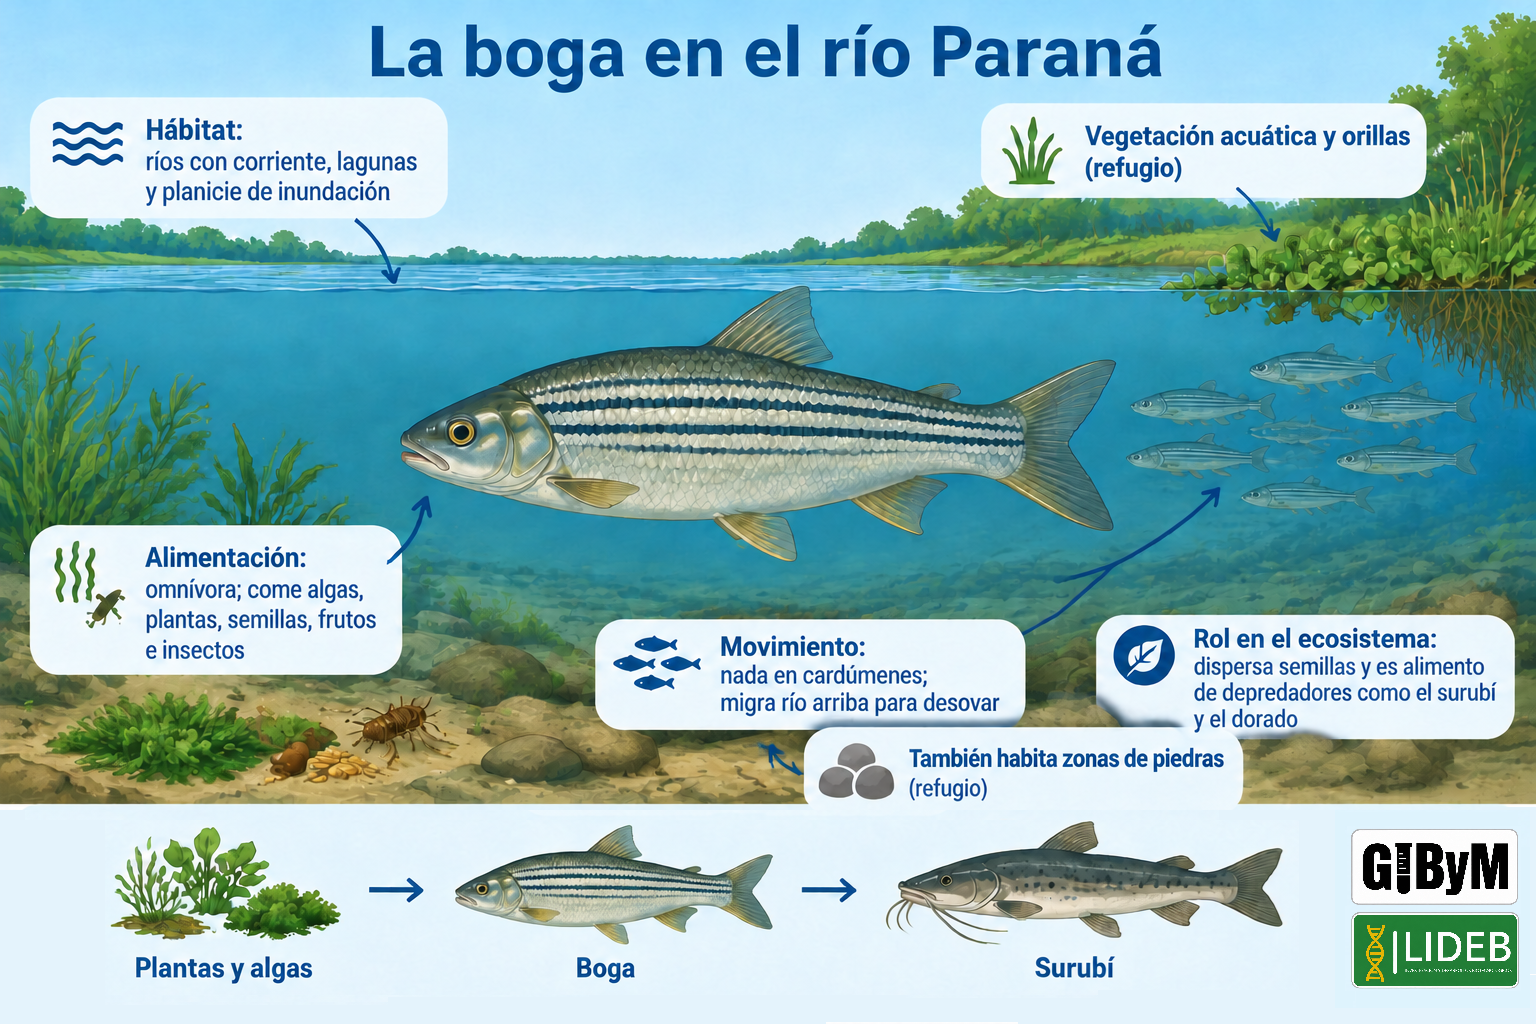 La boga en el río Paraná
Hábitat:
ríos con corriente, lagunas
y planicie de inundación
Vegetación acuática y orillas
(refugio)
Alimentación:
omnívora; come algas,
plantas, semillas, frutos
e insectos
Movimiento:
nada en cardúmenes;
migra río arriba para desovar
Rol en el ecosistema:
dispersa semillas y es alimento
de depredadores como el surubí
y el dorado
También habita zonas de piedras
(refugio)
Plantas y algas
Boga
Surubí
GIByM
LIDEB